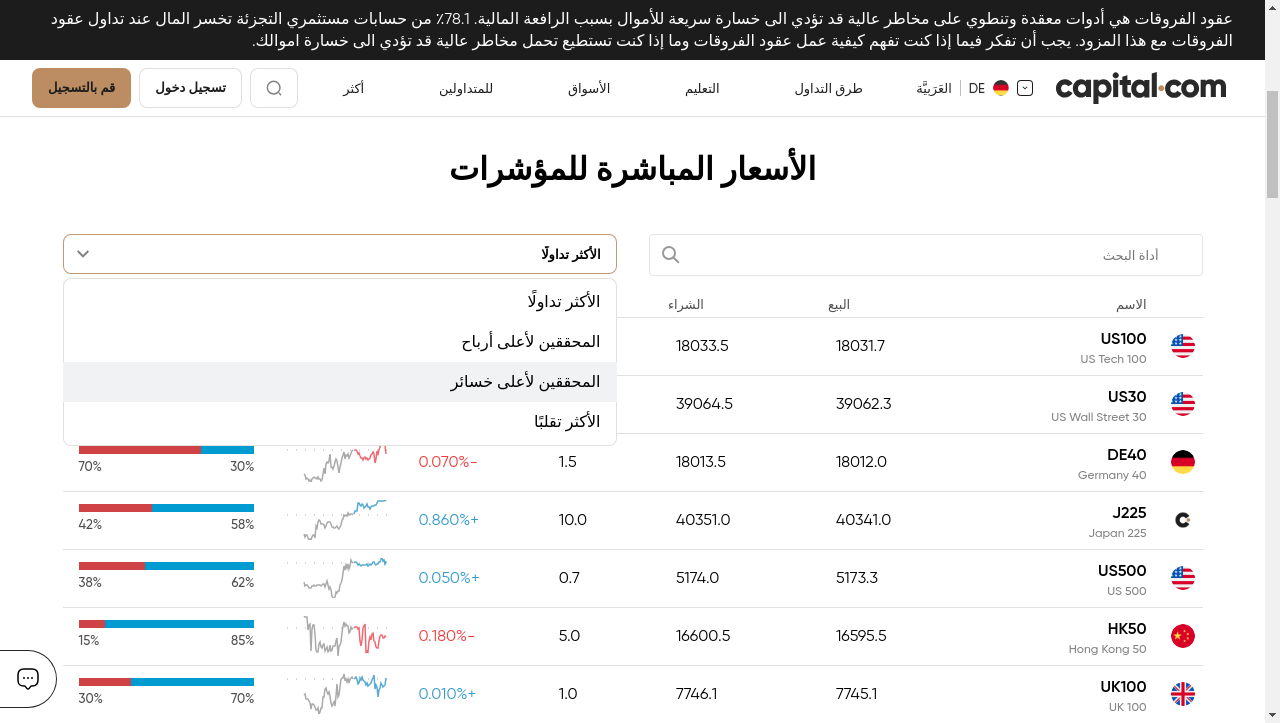 عقود الفروقات هي أدوات معقدة وتنطوي على مخاطر عالية قد تؤدي الى خسارة سريعة للأموال بسبب الرافعة المالية. 78.1٪ من حسابات مستثمري التجزئة تخسر المال عند تداول عقود
الفروقات مع هذا المزود. يجب أن تفكر فيما إذا كنت تفهم كيفية عمل عقود الفروقات وما إذا كنت تستطيع تحمل مخاطر عالية قد تؤدي الى خسارة اموالك.
capital.com
DE
العَرَبيَّة
طرق التداول
التعليم
الأسواق
للمتداولين
أكثر
تسجيل دخول
قم بالتسجيل
الأسعار المباشرة للمؤشرات
أداة البحث
الأكثر تداولًا
الأكثر تداولًا
المحققين لأعلى أرباح
المحققين لأعلى خسائر
الأكثر تقلبًا
الاسم البيع الشراء
US100 18031.7 18033.5
US Tech 100
US30 39062.3 39064.5
US Wall Street 30
DE40 18012.0 18013.5 1.5 0.070%-
Germany 40
30% 70%
J225 40341.0 40351.0 10.0 0.860%+
Japan 225
58% 42%
US500 5173.3 5174.0 0.7 0.050%+
US 500
62% 38%
HK50 16595.5 16600.5 5.0 0.180%-
Hong Kong 50
85% 15%
UK100 7745.1 7746.1 1.0 0.010%+
UK 100
70% 30%